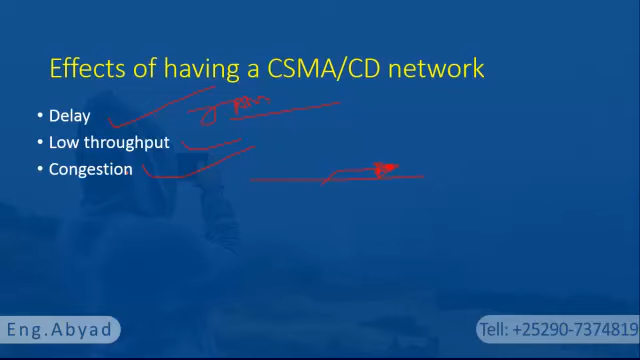 Effects of having a CSMA/CD network
• Delay
• Low throughput
• Congestion
Eng.Abyad
Tell: +25290-7374819